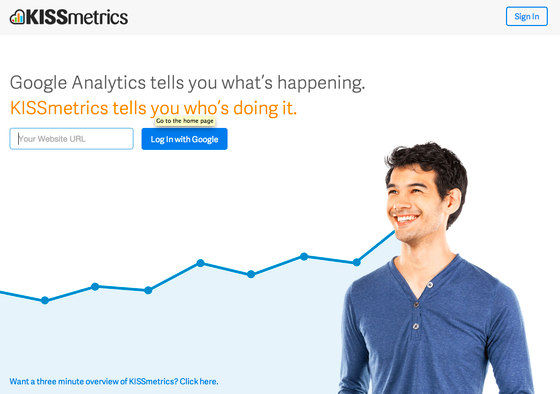 KISSmetrics
Sign In
Google Analytics tells you what's happening.
KISSmetrics tells you who's doing it.
Go to the home page
Your Website URL
Log In with Google
Want a three minute overview of KISSmetrics? Click here.